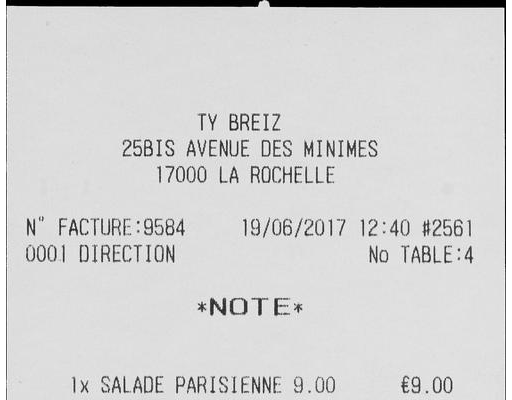 TY BREIZ
25BIS AVENUE DES MINIMES
17000 LA ROCHELLE
N° FACTURE:9584 19/06/2017 12:40 #2561
0001 DIRECTION No TABLE:4
*NOTE*
1x SALADE PARISIENNE 9.00 €9.00